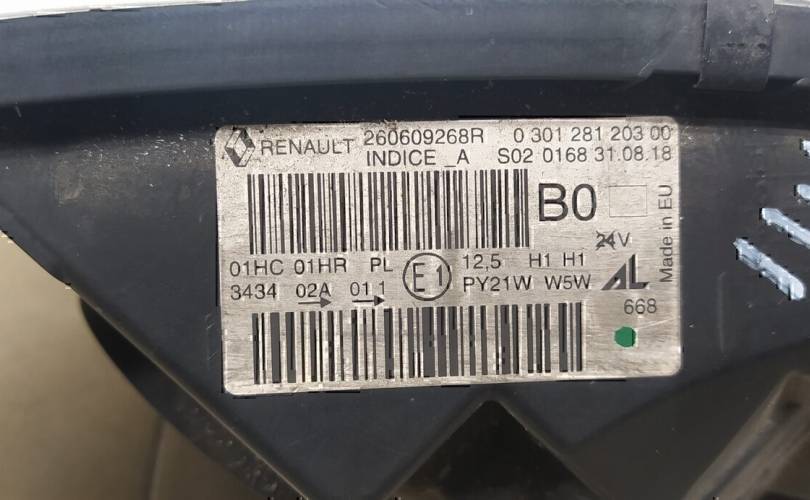 RENAULT 260609268R 0 301 281 203 00
INDICE _A S02 0168 31.08.18
B0
Made in EU
24V
01HC 01HR PL E1 12,5 H1 H1
3434 02A 01 1 PY21W W5W AL
668